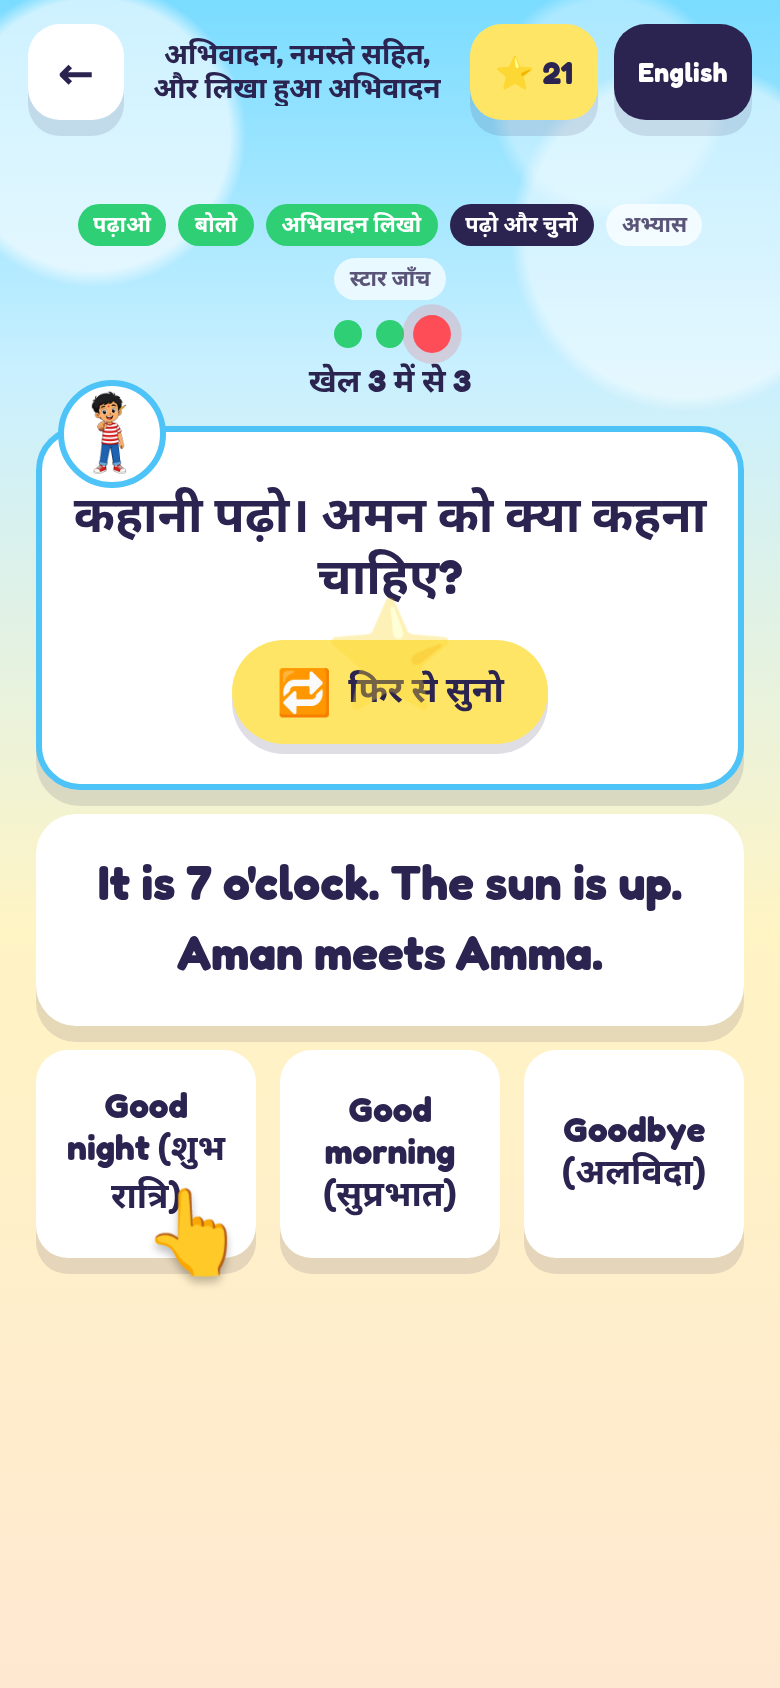 ←
अभिवादन, नमस्ते सहित,
और लिखा हुआ अभिवादन
21
English
पढ़ाओ
बोलो
अभिवादन लिखो
पढ़ो और चुनो
अभ्यास
स्टार जाँच
खेल 3 में से 3
कहानी पढ़ो। अमन को क्या कहना
चाहिए?
फिर से सुनो
It is 7 o'clock. The sun is up.
Aman meets Amma.
Good
night (शुभ
रात्रि)
Good
morning
(सुप्रभात)
Goodbye
(अलविदा)